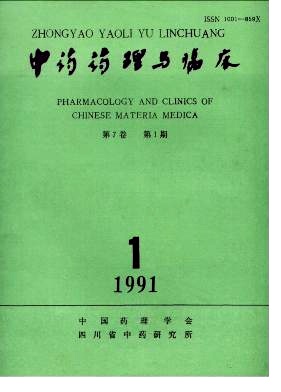 ISSN 1001—859X
ZHONGYAO YAOLI YU LINCHUANG
中药药理与临床
PHARMACOLOGY AND CLINICS OF
CHINESE MATERIA MEDICA
第7卷 第1期
1
1991
中国药理学会
四川省中药研究所